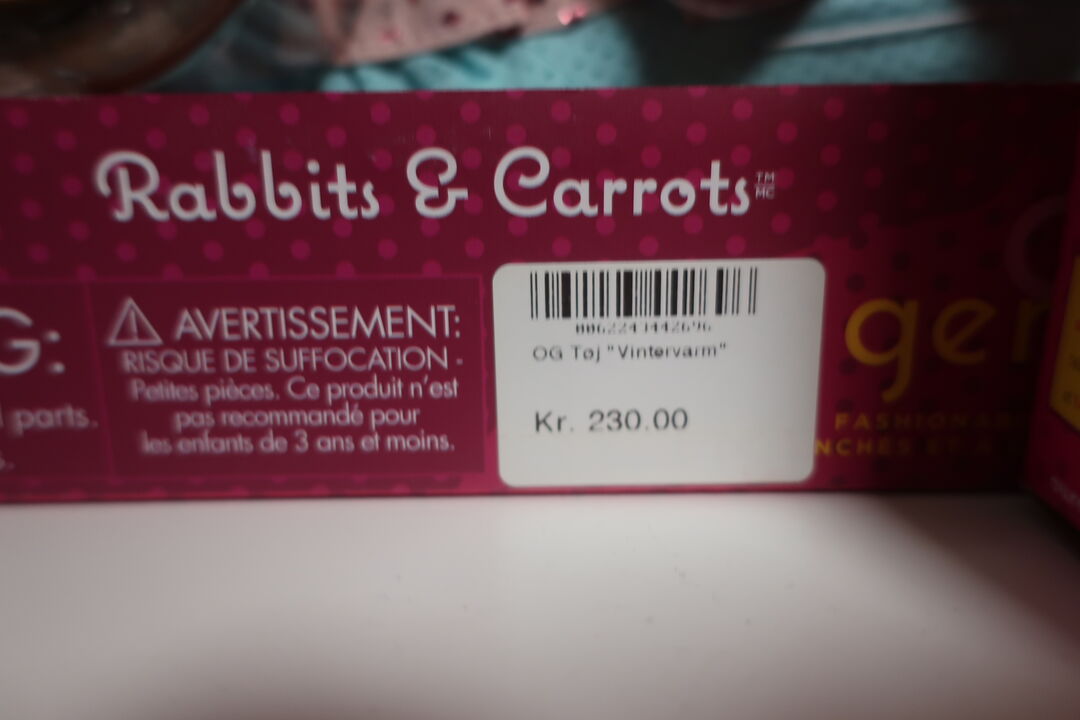 Rabbits & Carrots™ MC
G:
parts.
AVERTISSEMENT:
RISQUE DE SUFFOCATION -
Petites pièces. Ce produit n'est
pas recommandé pour
les enfants de 3 ans et moins.
OG Tøj "Vintervarm"
Kr. 230.00
ger
FASHIONAB
NCHES ET